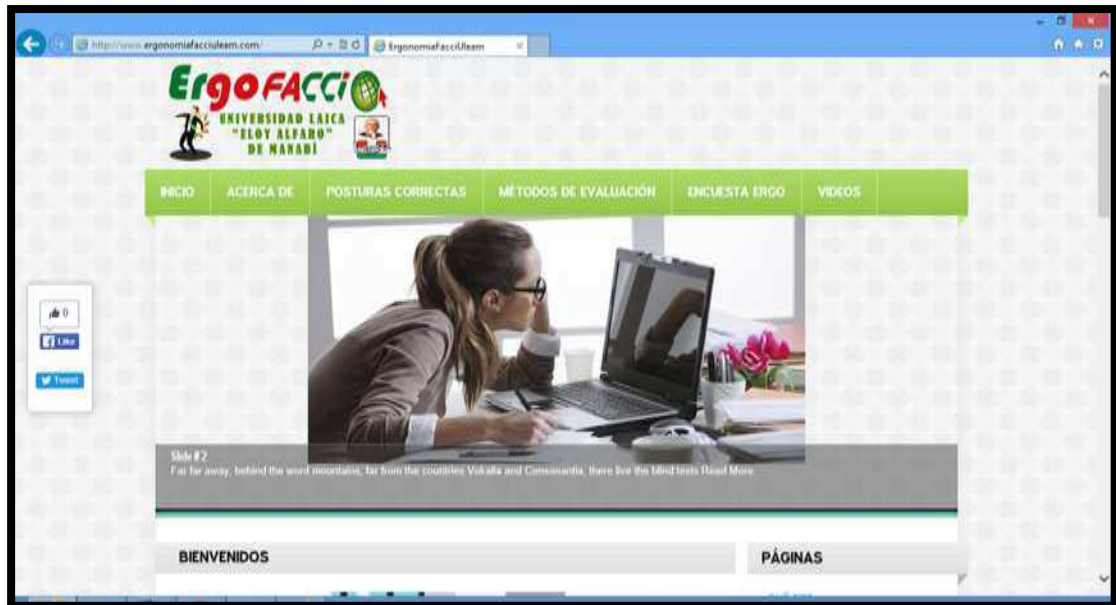 http://www.ergonomiafacciuleam.com/
ErgonomiaFacciUleam
ErgoFACCi
UNIVERSIDAD LAICA
"ELOY ALFARO"
DE MANABÍ
INICIO ACERCA DE POSTURAS CORRECTAS MÉTODOS DE EVALUACIÓN ENCUESTA ERGO VIDEOS
0
Like
Tweet
Slide #2
Far far away, behind the word mountains, far from the countries Vokalia and Consonantia, there live the blind texts Read More
BIENVENIDOS
PÁGINAS